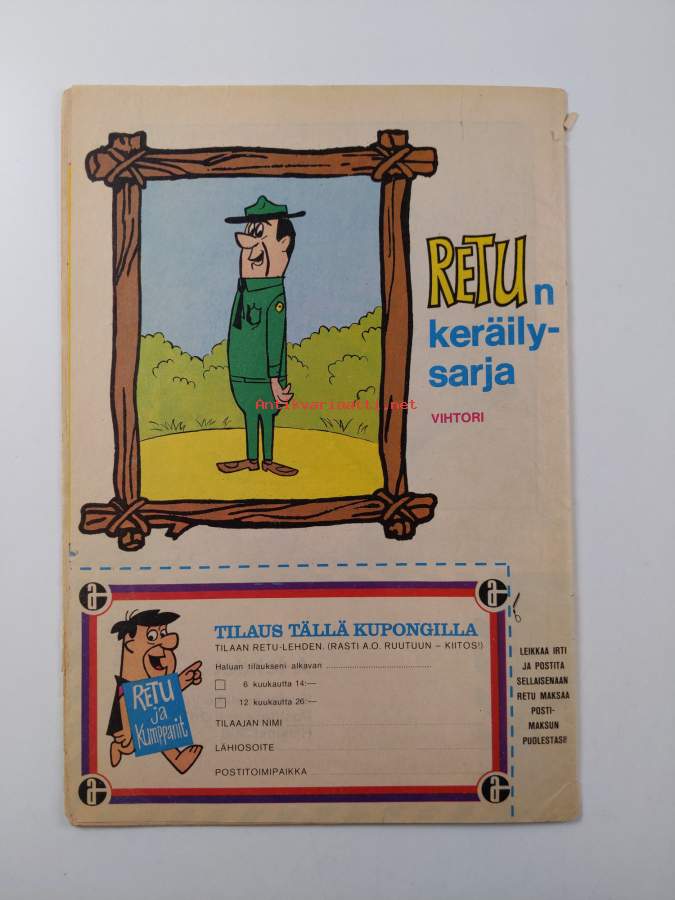 RETUn
keräily-
sarja
VIHTORI
Antikvariaatti.net
TILAUS TÄLLÄ KUPONGILLA
TILAAN RETU-LEHDEN. (RASTI A.O. RUUTUUN – KIITOS!)
Haluan tilaukseni alkavan
6 kuukautta 14:—
12 kuukautta 26:—
TILAAJAN NIMI
LÄHIOSOITE
POSTITOIMIPAIKKA
RETU
ja
Kumppanit
LEIKKAA IRTI
JA POSTITA
SELLAISENAAN
RETU MAKSAA
POSTI-
MAKSUN
PUOLESTASI!